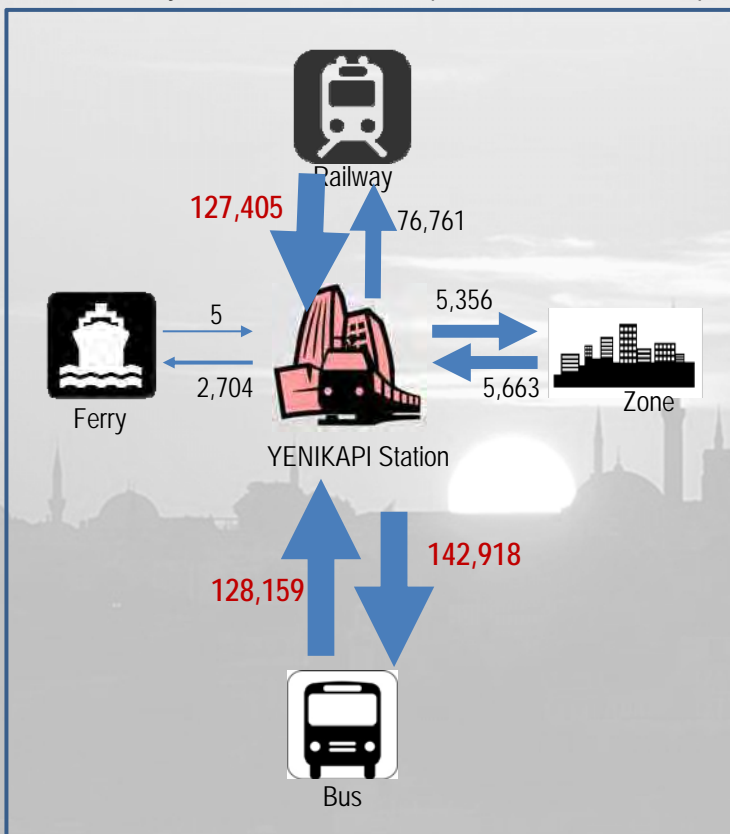 Railway
127,405
76,761
5
5,356
2,704
5,663
Ferry
Zone
YENIKAPI Station
142,918
128,159
Bus